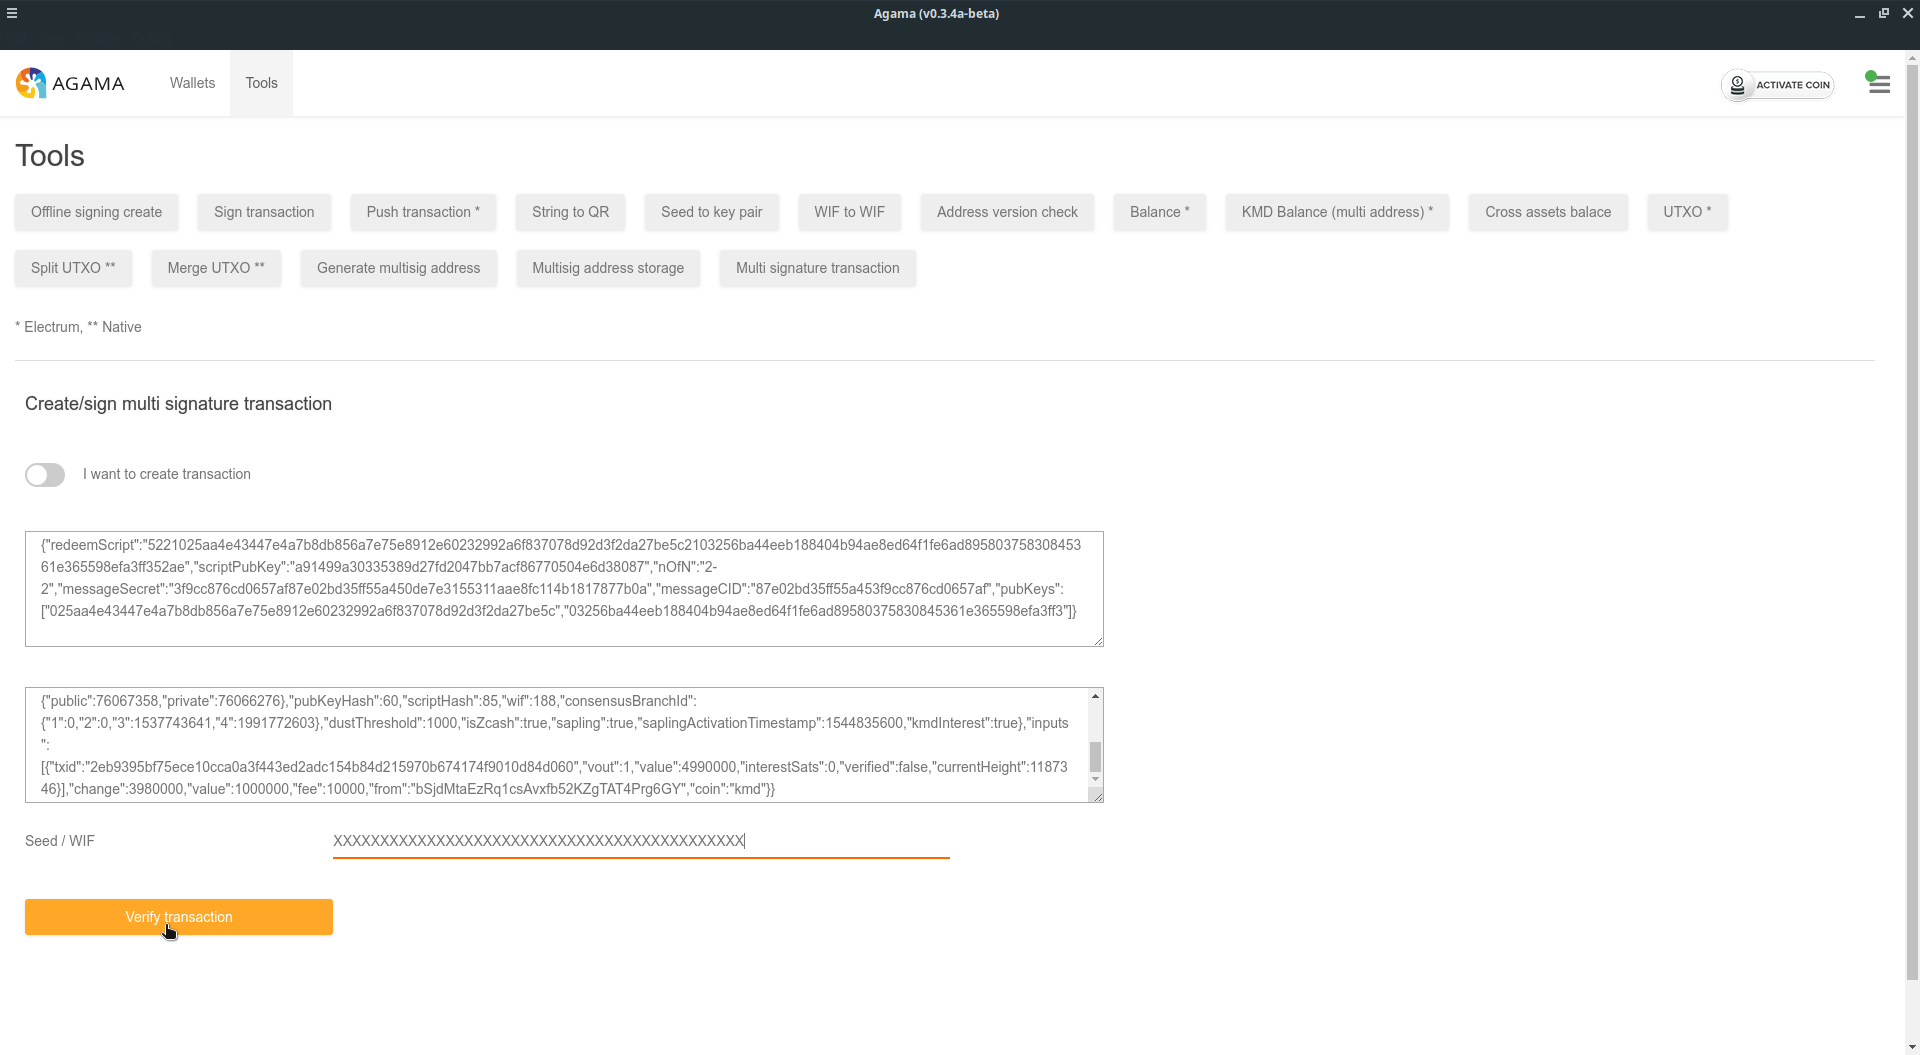 Agama (v0.3.4a-beta)
AGAMA
Wallets
Tools
ACTIVATE COIN
Tools
Offline signing create
Sign transaction
Push transaction *
String to QR
Seed to key pair
WIF to WIF
Address version check
Balance *
KMD Balance (multi address) *
Cross assets balace
UTXO *
Split UTXO **
Merge UTXO **
Generate multisig address
Multisig address storage
Multi signature transaction
* Electrum, ** Native
Create/sign multi signature transaction
I want to create transaction
{"redeemScript":"5221025aa4e43447e4a7b8db856a7e75e8912e60232992a6f837078d92d3f2da27be5c2103256ba44eeb188404b94ae8ed64f1fe6ad895803758308453
61e365598efa3ff352ae","scriptPubKey":"a91499a30335389d27fd2047bb7acf86770504e6d38087","nOfN":"2-
2","messageSecret":"3f9cc876cd0657af87e02bd35ff55a450de7e3155311aae8fc114b1817877b0a","messageCID":"87e02bd35ff55a453f9cc876cd0657af","pubKeys":
["025aa4e43447e4a7b8db856a7e75e8912e60232992a6f837078d92d3f2da27be5c","03256ba44eeb188404b94ae8ed64f1fe6ad89580375830845361e365598efa3ff3"]}
{"public":76067358,"private":76066276},"pubKeyHash":60,"scriptHash":85,"wif":188,"consensusBranchId":
{"1":0,"2":0,"3":1537743641,"4":1991772603},"dustThreshold":1000,"isZcash":true,"sapling":true,"saplingActivationTimestamp":1544835600,"kmdInterest":true},"inputs
":
[{"txid":"2eb9395bf75ece10cca0a3f443ed2adc154b84d215970b674174f9010d84d060","vout":1,"value":4990000,"interestSats":0,"verified":false,"currentHeight":11873
46}],"change":3980000,"value":1000000,"fee":10000,"from":"bSjdMtaEzRq1csAvxfb52KZgTAT4Prg6GY","coin":"kmd"}}
Seed / WIF
XXXXXXXXXXXXXXXXXXXXXXXXXXXXXXXXXXXXXXXXXXXX
Verify transaction